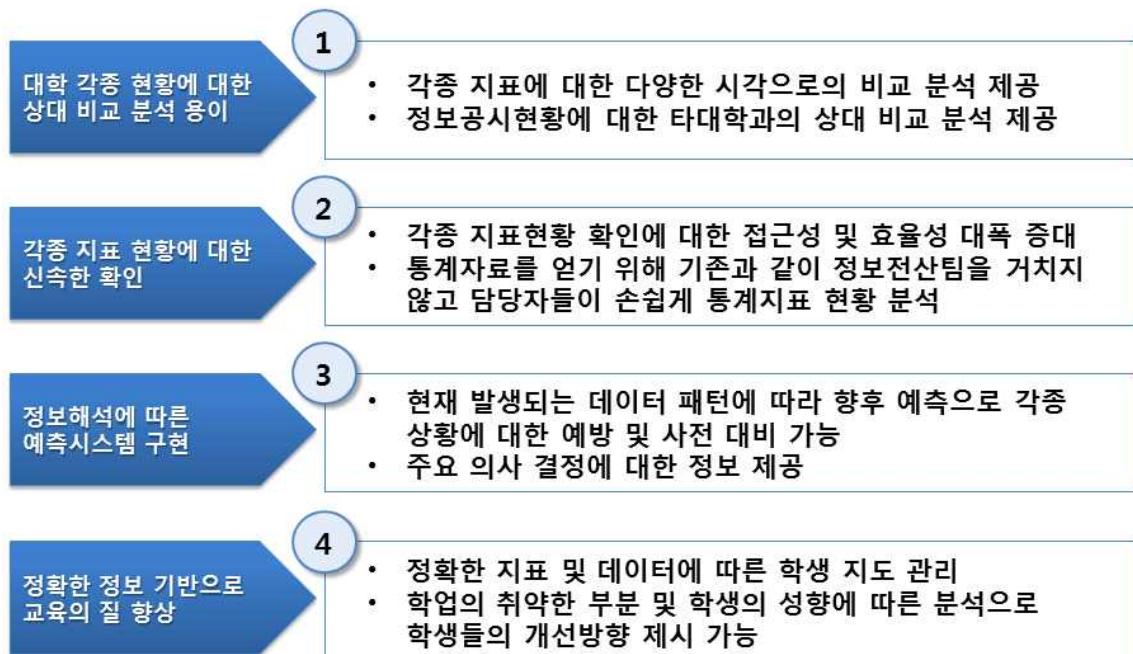 1
대학 각종 현황에 대한
상대 비교 분석 용이
• 각종 지표에 대한 다양한 시각으로의 비교 분석 제공
• 정보공시현황에 대한 타대학과의 상대 비교 분석 제공
2
각종 지표 현황에 대한
신속한 확인
• 각종 지표현황 확인에 대한 접근성 및 효율성 대폭 증대
• 통계자료를 얻기 위해 기존과 같이 정보전산팀을 거치지
않고 담당자들이 손쉽게 통계지표 현황 분석
3
정보해석에 따른
예측시스템 구현
• 현재 발생되는 데이터 패턴에 따라 향후 예측으로 각종
상황에 대한 예방 및 사전 대비 가능
• 주요 의사 결정에 대한 정보 제공
4
정확한 정보 기반으로
교육의 질 향상
• 정확한 지표 및 데이터에 따른 학생 지도 관리
• 학업의 취약한 부분 및 학생의 성향에 따른 분석으로
학생들의 개선방향 제시 가능